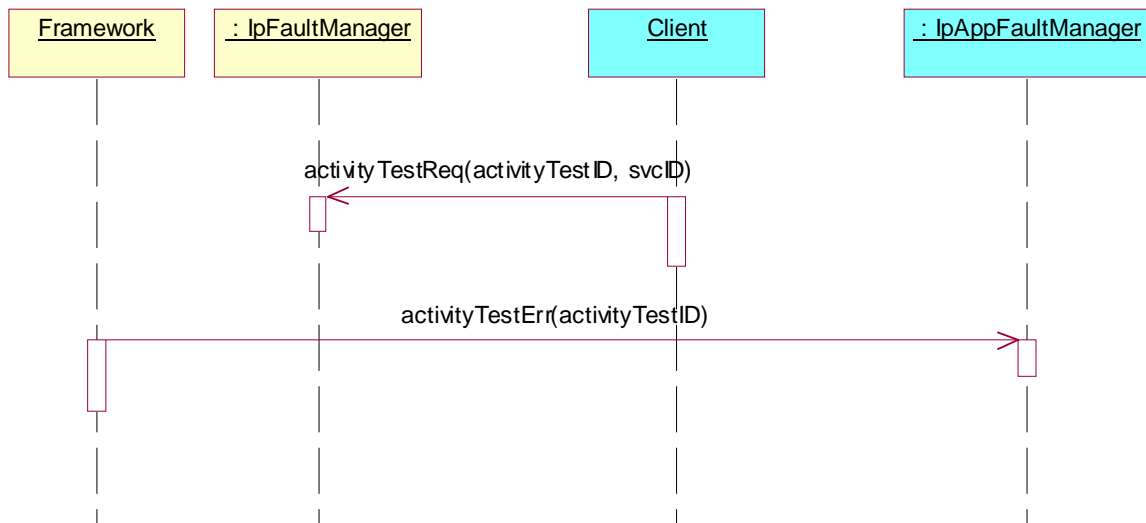 Framework
: IpFaultManager
Client
: IpAppFaultManager
activityTestReq(activityTestID, svcID)
activityTestErr(activityTestID)